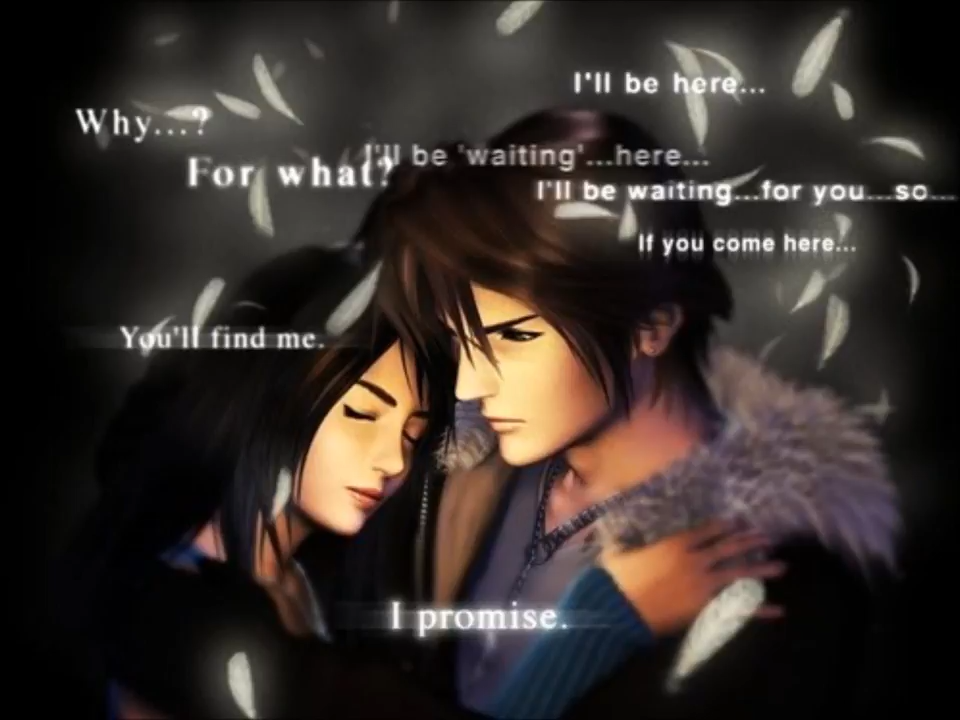 I'll be here...
Why...?
I'll be 'waiting'...here...
For what?
I'll be waiting...for you...so...
If you come here...
You'll find me.
I promise.